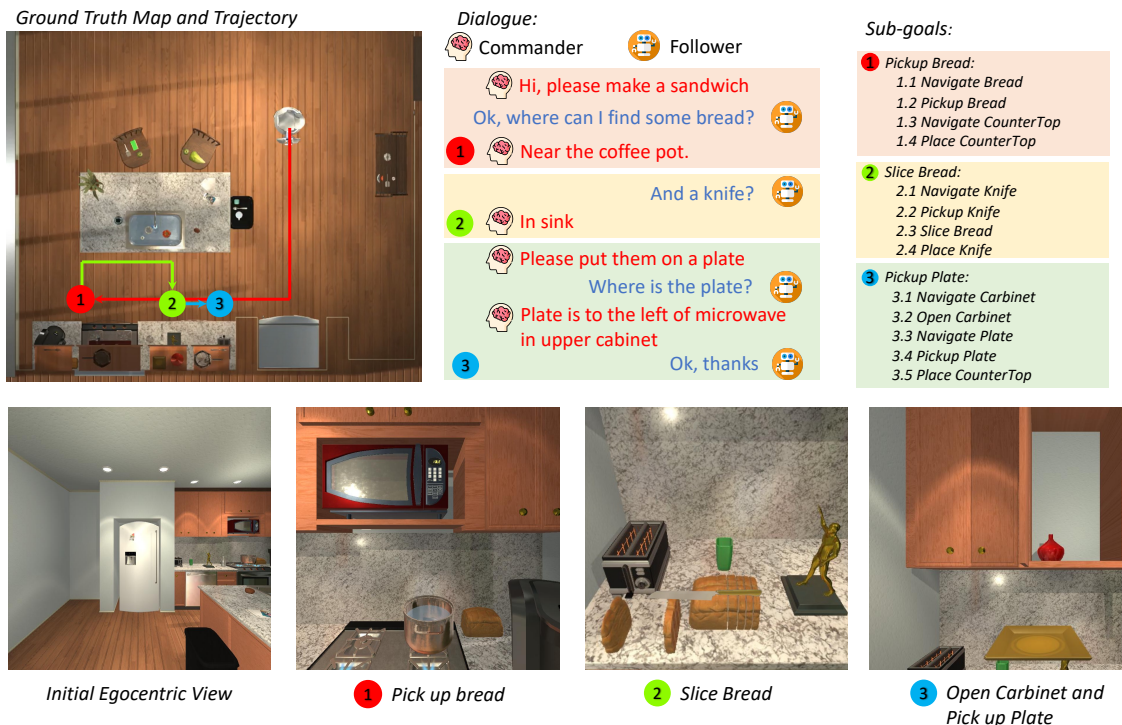 Ground Truth Map and Trajectory
1
2
3
Dialogue:
Commander
Follower
Hi, please make a sandwich
Ok, where can I find some bread?
1
Near the coffee pot.
And a knife?
2
In sink
Please put them on a plate
Where is the plate?
Plate is to the left of microwave
in upper cabinet
3
Ok, thanks
Sub-goals:
1 Pickup Bread:
1.1 Navigate Bread
1.2 Pickup Bread
1.3 Navigate CounterTop
1.4 Place CounterTop
2 Slice Bread:
2.1 Navigate Knife
2.2 Pickup Knife
2.3 Slice Bread
2.4 Place Knife
3 Pickup Plate:
3.1 Navigate Carbinet
3.2 Open Carbinet
3.3 Navigate Plate
3.4 Pickup Plate
3.5 Place CounterTop
Initial Egocentric View
1 Pick up bread
2 Slice Bread
3 Open Carbinet and
Pick up Plate